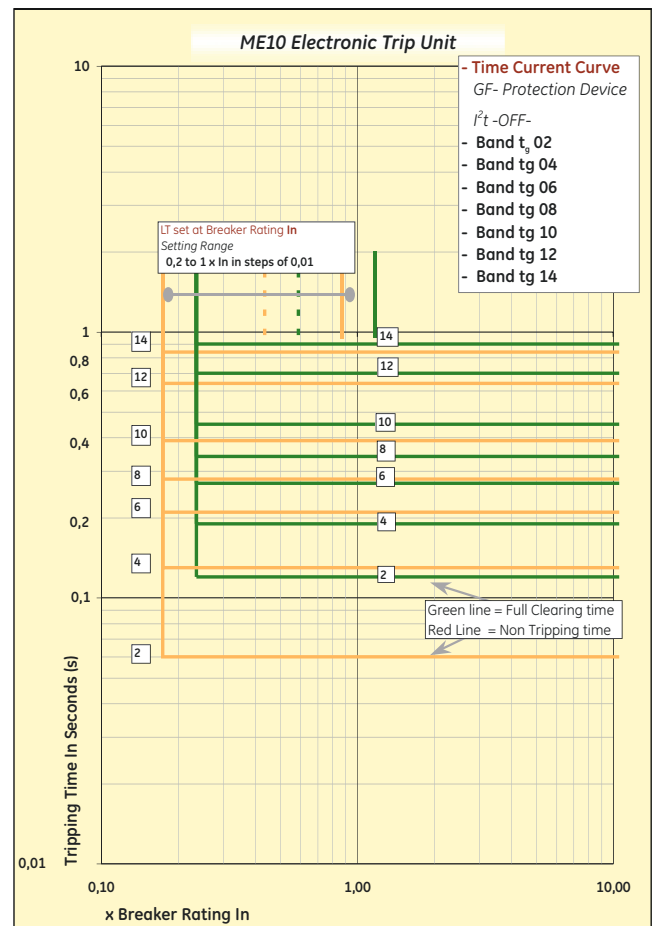 ME10 Electronic Trip Unit
- Time Current Curve
GF- Protection Device
I²t -OFF-
- Band tg 02
- Band tg 04
- Band tg 06
- Band tg 08
- Band tg 10
- Band tg 12
- Band tg 14
LT set at Breaker Rating In
Setting Range
0,2 to 1 x In in steps of 0,01
10
1
0,8
0,6
0,4
0,2
0,1
0,01
14
12
10
8
6
4
2
14
12
10
8
6
4
2
Green line = Full Clearing time
Red Line = Non Tripping time
Tripping Time In Seconds (s)
0,10
1,00
10,00
x Breaker Rating In